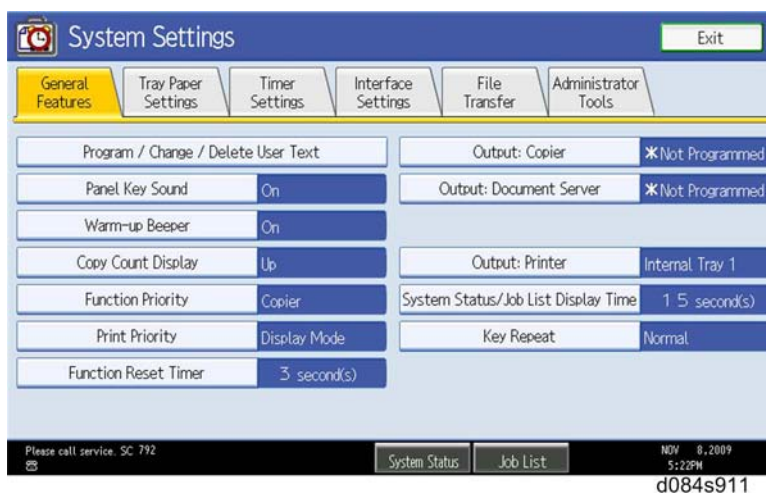 System Settings
Exit
General Features
Tray Paper Settings
Timer Settings
Interface Settings
File Transfer
Administrator Tools
Program / Change / Delete User Text
Panel Key Sound On
Warm-up Beeper On
Copy Count Display Up
Function Priority Copier
Print Priority Display Mode
Function Reset Timer 3 second(s)
Output: Copier *Not Programmed
Output: Document Server *Not Programmed
Output: Printer Internal Tray 1
System Status/Job List Display Time 15 second(s)
Key Repeat Normal
Please call service. SC 792
System Status
Job List
NOV 8,2009
5:22PM
d084s911